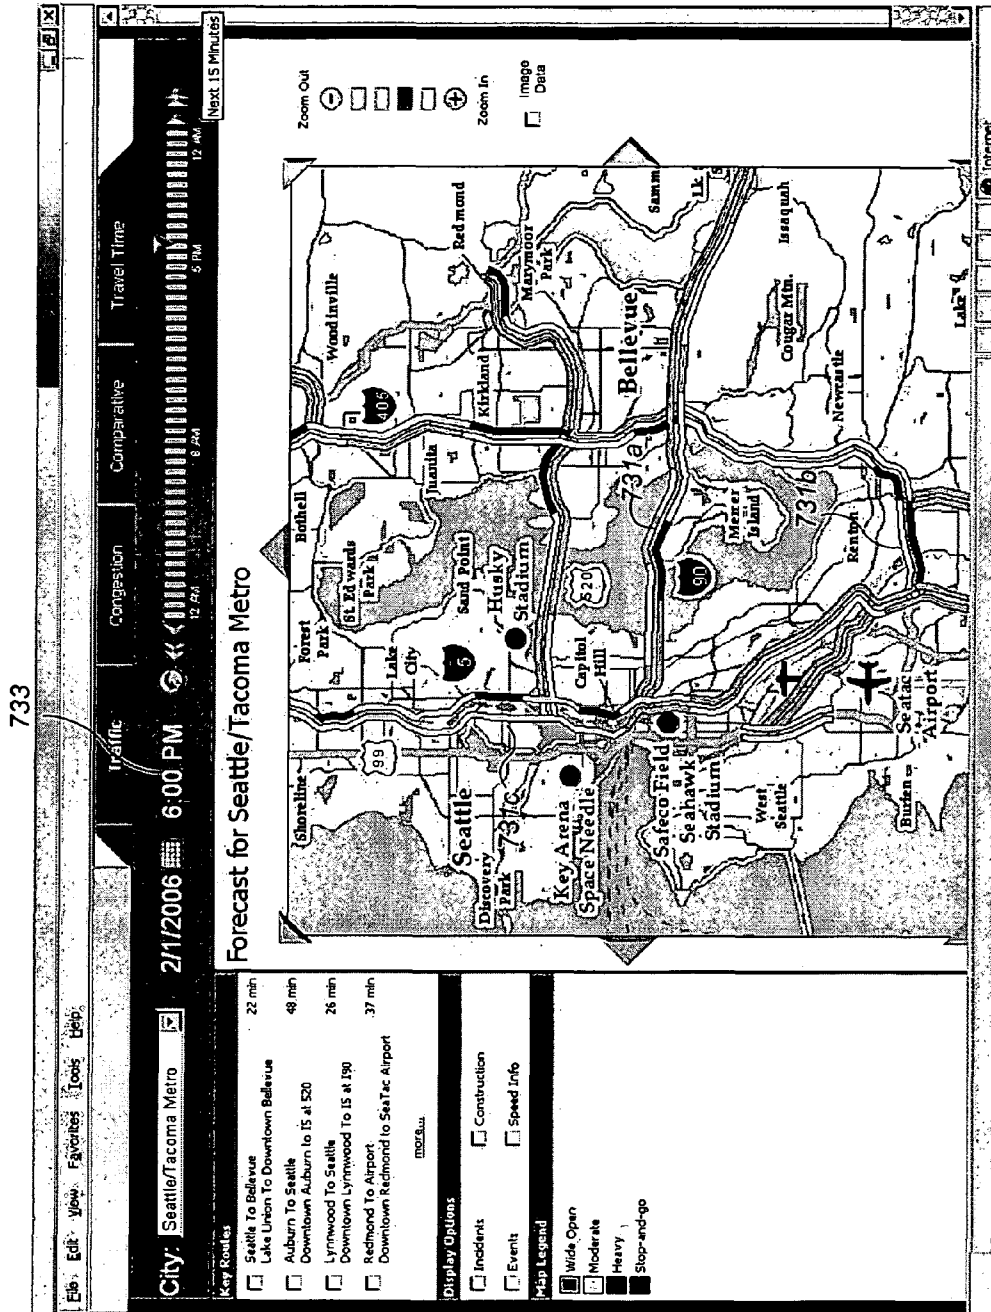 733
File Edit View Favorites Tools Help
City: Seattle/Tacoma Metro 2/1/2006 6:00 PM
Traffic Congestion Comparative Travel Time
12 AM 8 AM 5 PM 12 AM
Next 15 Minutes
Key Routes
Seattle To Bellevue 22 min
Lake Union To Downtown Bellevue
Auburn To Seattle 48 min
Downtown Auburn to I5 at 520
Lynnwood To Seattle 26 min
Downtown Lynnwood To I5 at I90
Redmond To Airport 37 min
Downtown Redmond to SeaTac Airport
more...
Display Options
Incidents Construction
Events Speed Info
Map Legend
Wide Open
Moderate
Heavy
Stop-and-go
Forecast for Seattle/Tacoma Metro
Shoreline
Forest
Park
Bothell
Woodinville
99
St. Edwards
Park
405
Redmond
Lake
City
Juanita
Seattle
5
Sand Point
Kirkland
Discovery
Park
731c
Husky
Stadium
Marymoor
Park
Key Arena
Space Needle
Capitol
Hill
520
731a
Bellevue
Samm
Safeco Field
Seahawk
Stadium
90
Lk
Mercer
Island
West
Seattle
Issaquah
Cougar Mtn.
731b
Newcastle
Renton
Burien
Seatac
Airport
Lake
Zoom Out
Zoom In
Image
Data
Internet